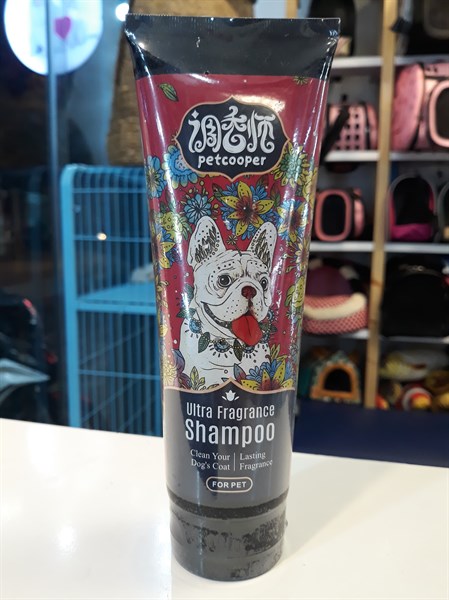 调香师
petcooper
Ultra Fragrance
Shampoo
Clean Your | Lasting
Dog's Coat | Fragrance
FOR PET